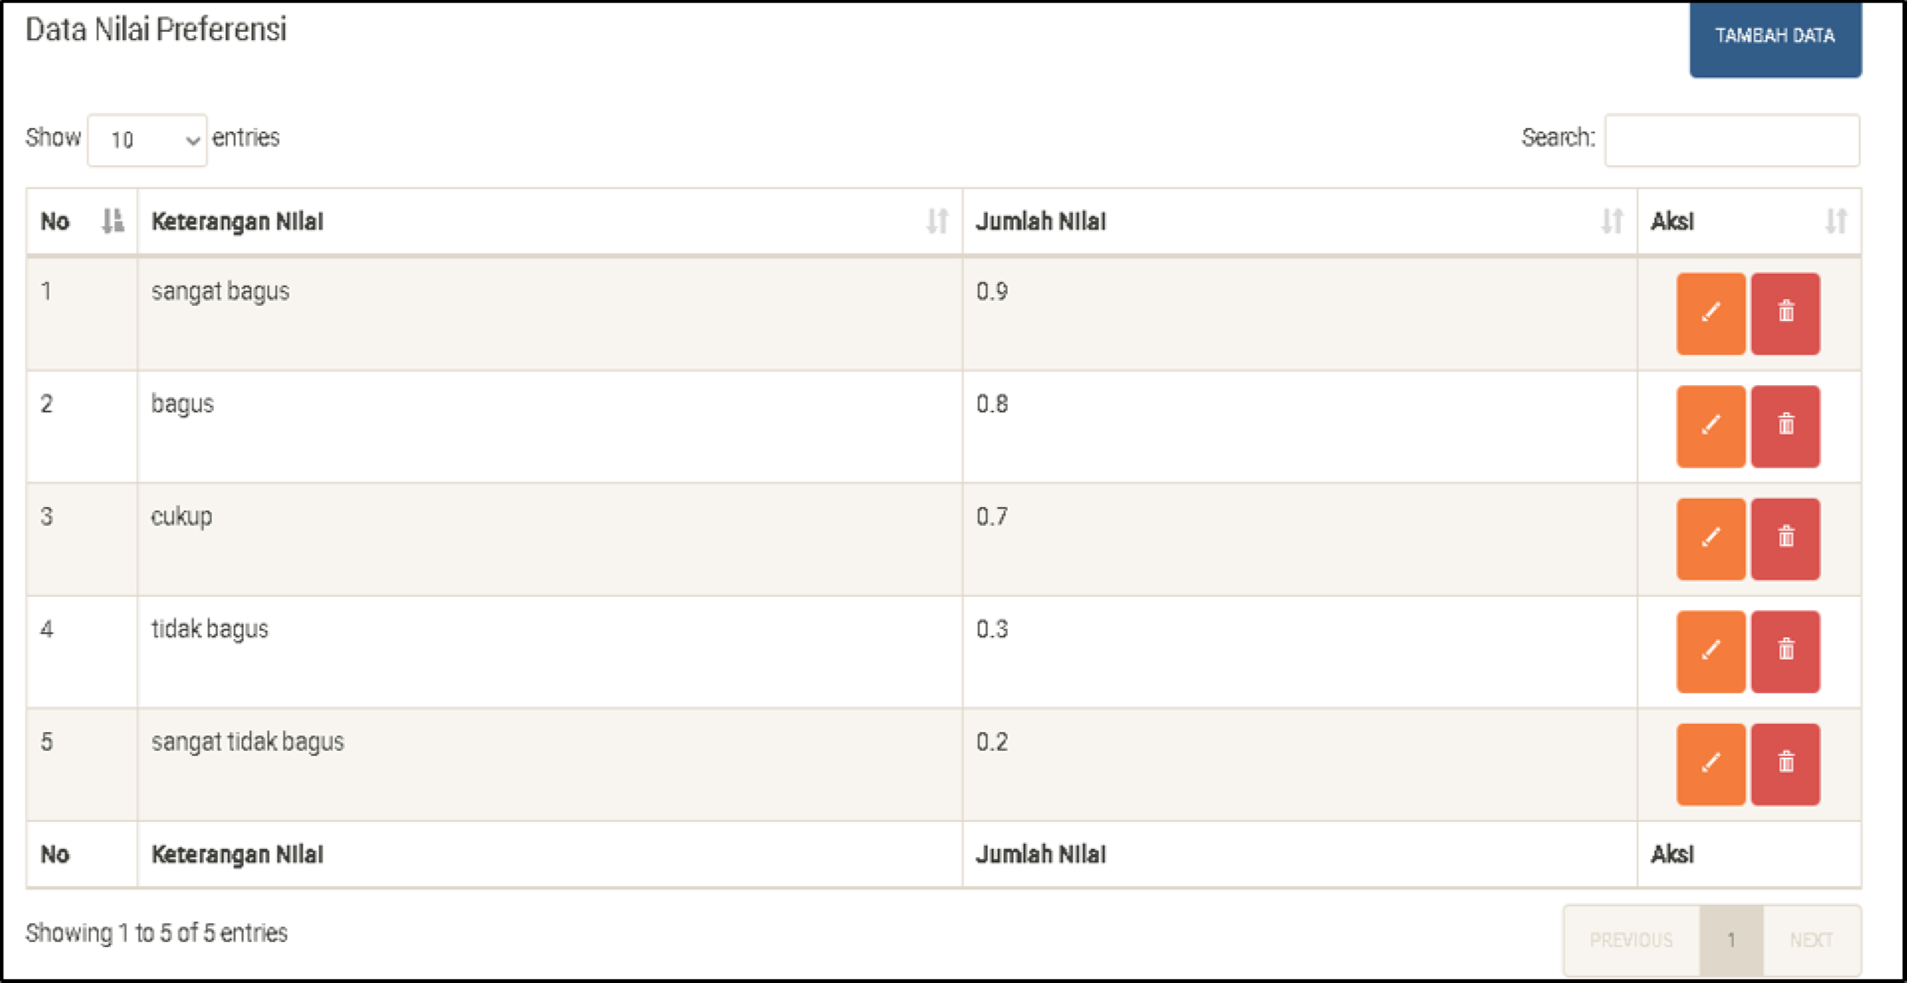 Data Nilai Preferensi
TAMBAH DATA
Show 10 entries
Search:
No Keterangan Nilai Jumlah Nilai Aksi
1 sangat bagus 0.9
2 bagus 0.8
3 cukup 0.7
4 tidak bagus 0.3
5 sangat tidak bagus 0.2
No Keterangan Nilai Jumlah Nilai Aksi
Showing 1 to 5 of 5 entries
PREVIOUS 1 NEXT